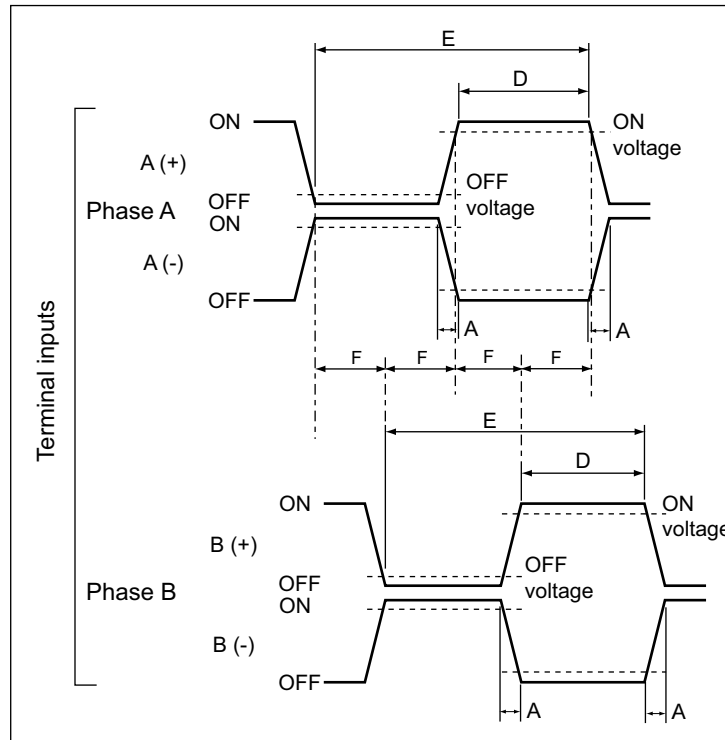 E
D
ON
ON
voltage
A (+)
OFF
voltage
OFF
Phase A
ON
A (-)
OFF
A
A
F
F
F
F
Terminal inputs
E
D
ON
ON
voltage
B (+)
OFF
voltage
OFF
Phase B
ON
B (-)
OFF
A
A